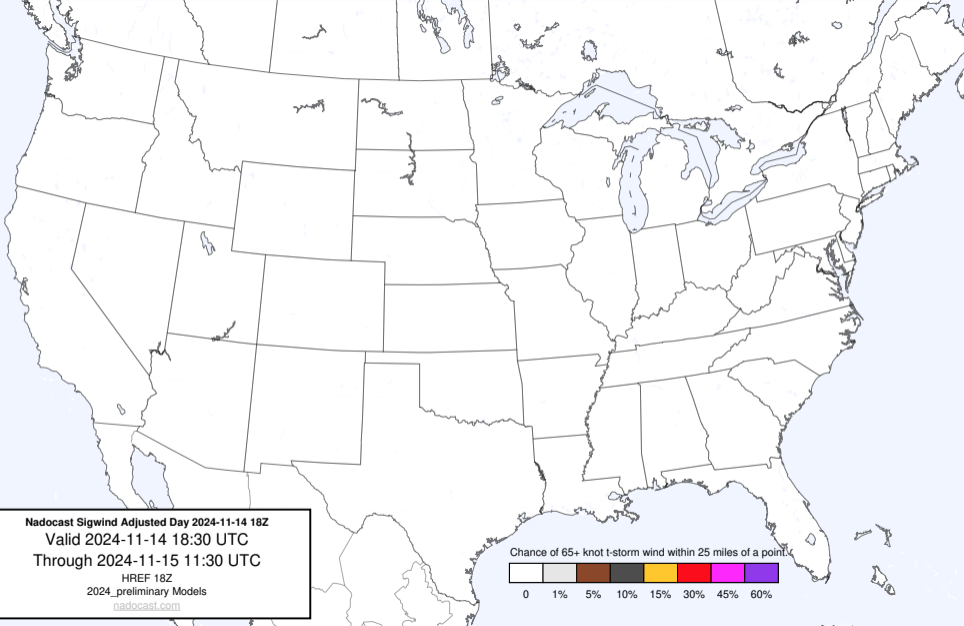 Nadocast Sigwind Adjusted Day 2024-11-14 18Z
Valid 2024-11-14 18:30 UTC
Through 2024-11-15 11:30 UTC
HREF 18Z
2024_preliminary Models
nadocast.com
Chance of 65+ knot t-storm wind within 25 miles of a point.
0 1% 5% 10% 15% 30% 45% 60%